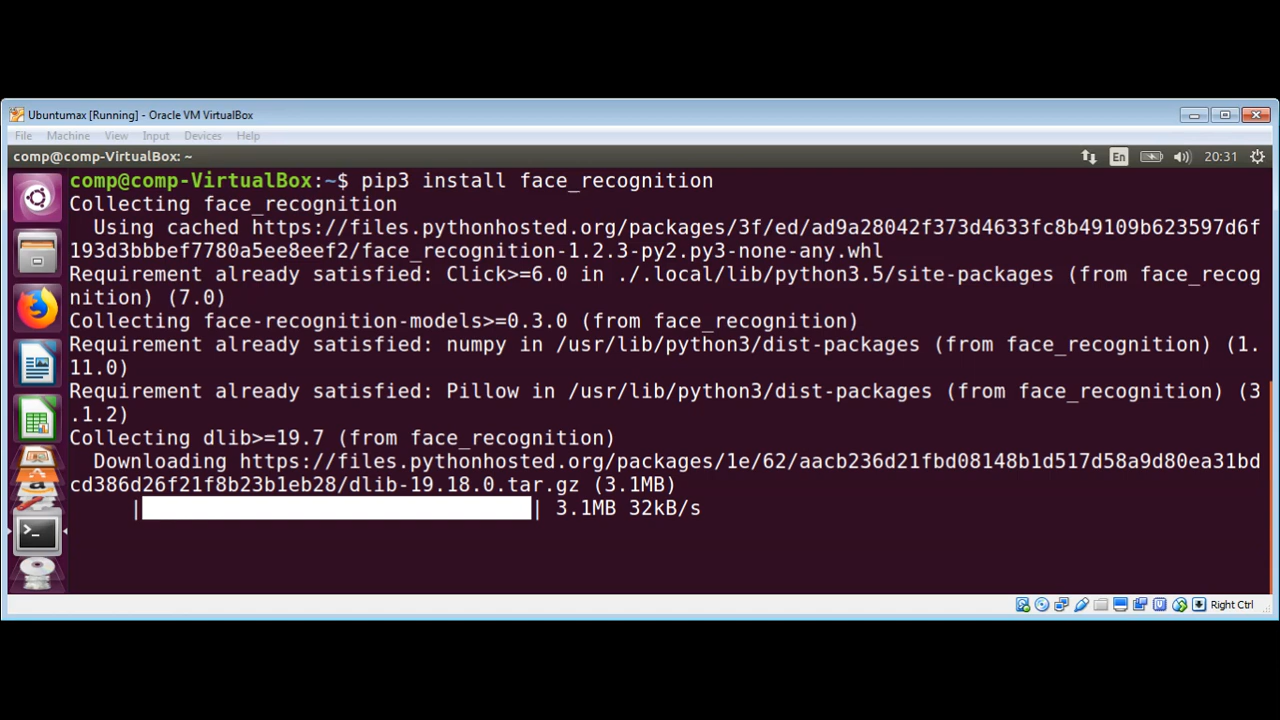 Ubuntumax [Running] - Oracle VM VirtualBox
File Machine View Input Devices Help
comp@comp-VirtualBox: ~ En 20:31
comp@comp-VirtualBox:~$ pip3 install face_recognition
Collecting face_recognition
Using cached https://files.pythonhosted.org/packages/3f/ed/ad9a28042f373d4633fc8b49109b623597d6f
193d3bbbef7780a5ee8eef2/face_recognition-1.2.3-py2.py3-none-any.whl
Requirement already satisfied: Click>=6.0 in ./.local/lib/python3.5/site-packages (from face_recog
nition) (7.0)
Collecting face-recognition-models>=0.3.0 (from face_recognition)
Requirement already satisfied: numpy in /usr/lib/python3/dist-packages (from face_recognition) (1.
11.0)
Requirement already satisfied: Pillow in /usr/lib/python3/dist-packages (from face_recognition) (3
.1.2)
Collecting dlib>=19.7 (from face_recognition)
Downloading https://files.pythonhosted.org/packages/1e/62/aacb236d21fbd08148b1d517d58a9d80ea31bd
cd386d26f21f8b23b1eb28/dlib-19.18.0.tar.gz (3.1MB)
| | 3.1MB 32kB/s
Right Ctrl